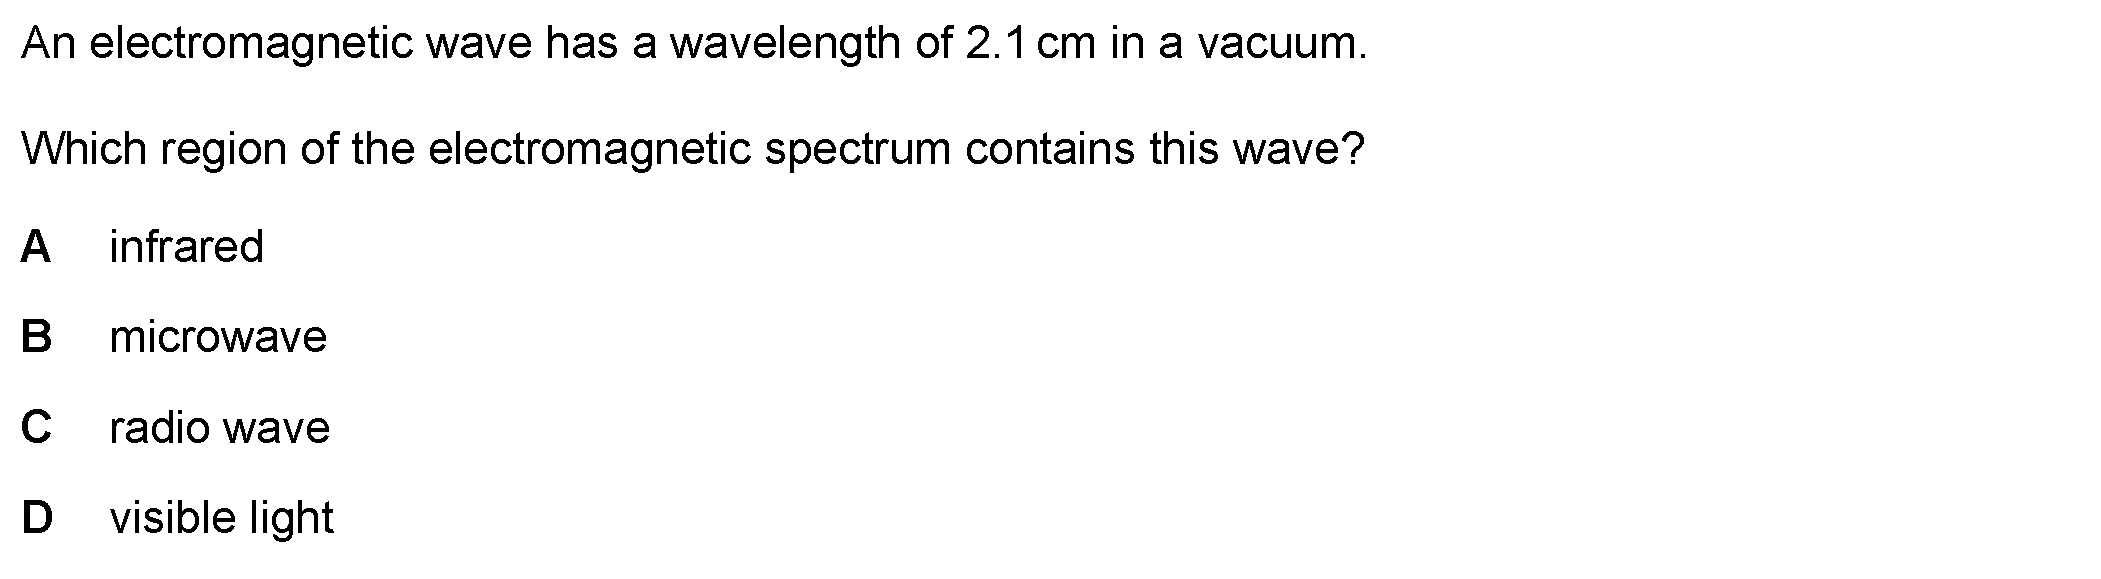 An electromagnetic wave has a wavelength of 2.1 cm in a vacuum.
Which region of the electromagnetic spectrum contains this wave?
A infrared
B microwave
C radio wave
D visible light